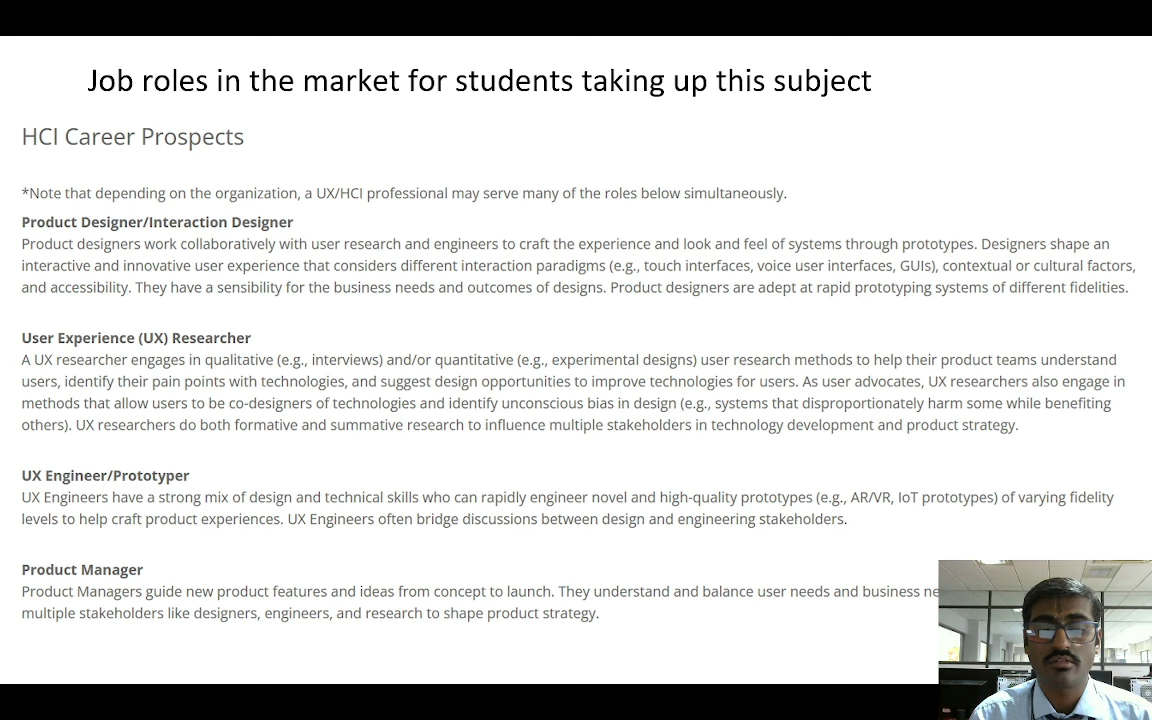 Job roles in the market for students taking up this subject
HCI Career Prospects
*Note that depending on the organization, a UX/HCI professional may serve many of the roles below simultaneously.
Product Designer/Interaction Designer
Product designers work collaboratively with user research and engineers to craft the experience and look and feel of systems through prototypes. Designers shape an
interactive and innovative user experience that considers different interaction paradigms (e.g., touch interfaces, voice user interfaces, GUIs), contextual or cultural factors,
and accessibility. They have a sensibility for the business needs and outcomes of designs. Product designers are adept at rapid prototyping systems of different fidelities.
User Experience (UX) Researcher
A UX researcher engages in qualitative (e.g., interviews) and/or quantitative (e.g., experimental designs) user research methods to help their product teams understand
users, identify their pain points with technologies, and suggest design opportunities to improve technologies for users. As user advocates, UX researchers also engage in
methods that allow users to be co-designers of technologies and identify unconscious bias in design (e.g., systems that disproportionately harm some while benefiting
others). UX researchers do both formative and summative research to influence multiple stakeholders in technology development and product strategy.
UX Engineer/Prototyper
UX Engineers have a strong mix of design and technical skills who can rapidly engineer novel and high-quality prototypes (e.g., AR/VR, IoT prototypes) of varying fidelity
levels to help craft product experiences. UX Engineers often bridge discussions between design and engineering stakeholders.
Product Manager
Product Managers guide new product features and ideas from concept to launch. They understand and balance user needs and business
multiple stakeholders like designers, engineers, and research to shape product strategy.